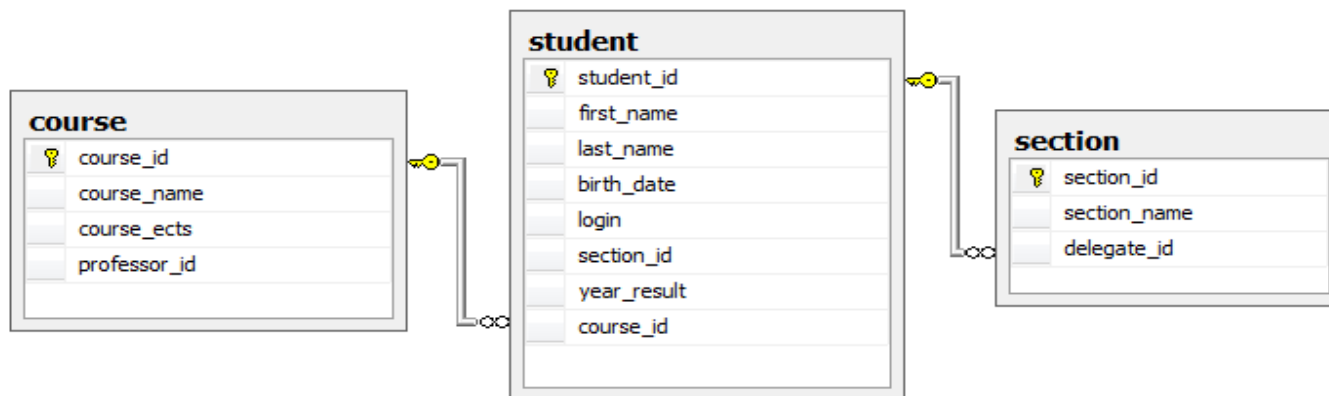 course
course_id
course_name
course_ects
professor_id
student
student_id
first_name
last_name
birth_date
login
section_id
year_result
course_id
section
section_id
section_name
delegate_id